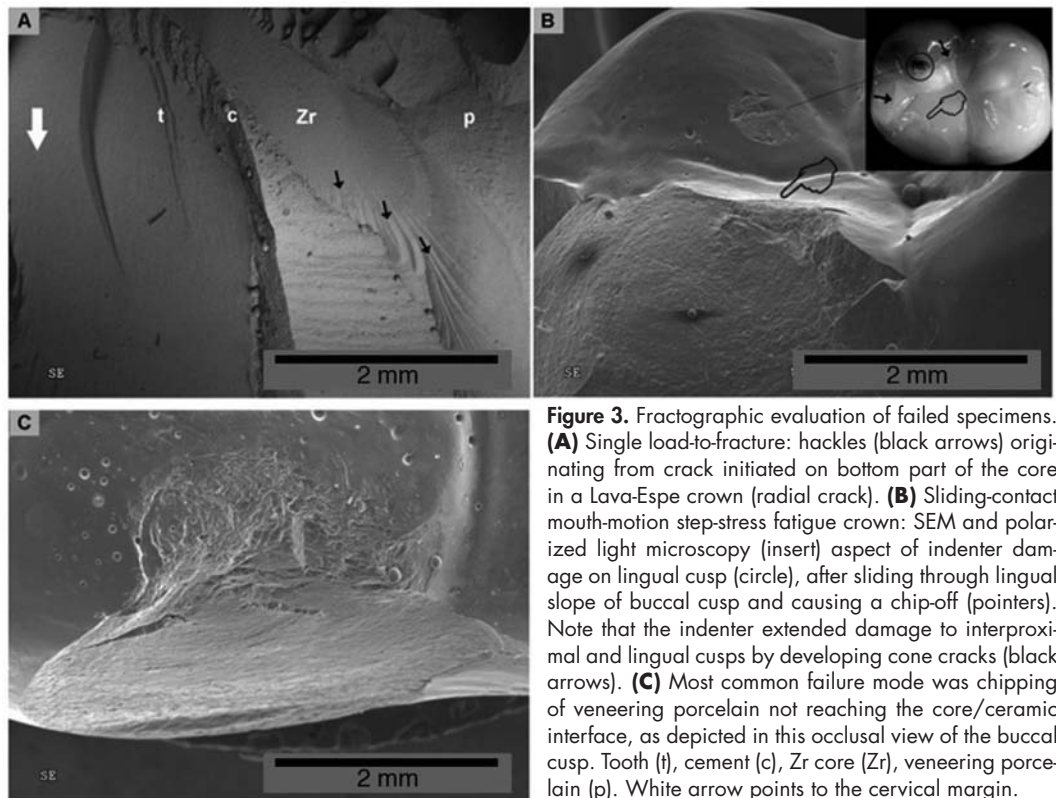 A
t
c
Zr
p
SE
2 mm
B
SE
2 mm
C
SE
2 mm
Figure 3. Fractographic evaluation of failed specimens.
(A) Single load-to-fracture: hackles (black arrows) origi-
nating from crack initiated on bottom part of the core
in a Lava-Espe crown (radial crack). (B) Sliding-contact
mouth-motion step-stress fatigue crown: SEM and polar-
ized light microscopy (insert) aspect of indenter dam-
age on lingual cusp (circle), after sliding through lingual
slope of buccal cusp and causing a chip-off (pointers).
Note that the indenter extended damage to interproxi-
mal and lingual cusps by developing cone cracks (black
arrows). (C) Most common failure mode was chipping
of veneering porcelain not reaching the core/ceramic
interface, as depicted in this occlusal view of the buccal
cusp. Tooth (t), cement (c), Zr core (Zr), veneering porce-
lain (p). White arrow points to the cervical margin.